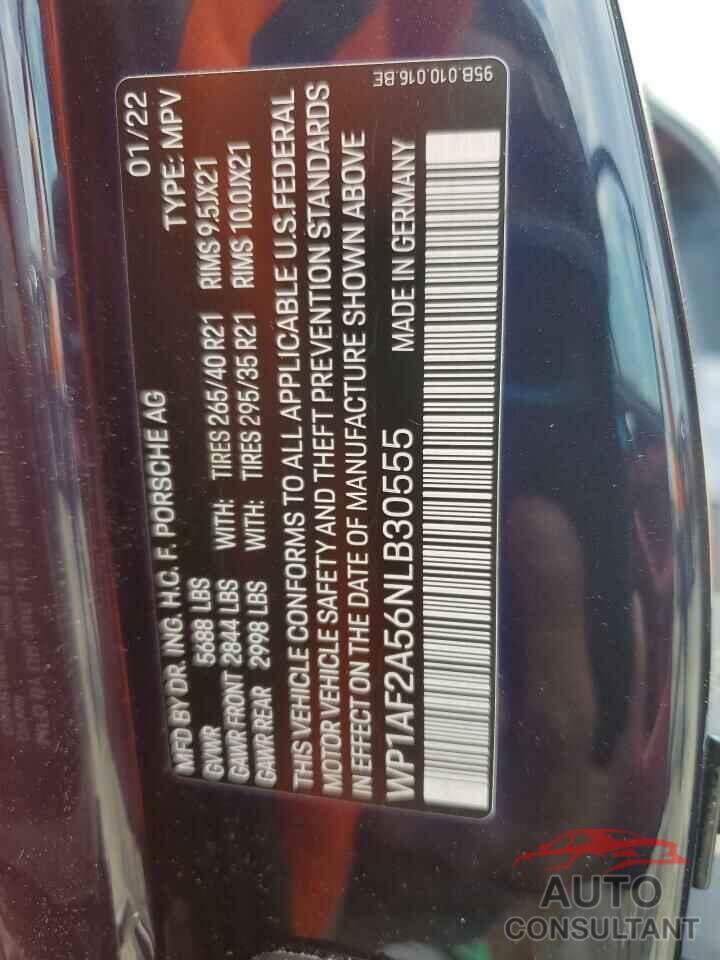 95B.010.016.BE
MFD BY DR. ING. H.C. F. PORSCHE AG 01/22
GVWR 5688 LBS TYPE: MPV
GAWR FRONT 2844 LBS WITH: TIRES 265/40 R21 RIMS 9.5JX21
GAWR REAR 2998 LBS WITH: TIRES 295/35 R21 RIMS 10.0JX21
THIS VEHICLE CONFORMS TO ALL APPLICABLE U.S.FEDERAL
MOTOR VEHICLE SAFETY AND THEFT PREVENTION STANDARDS
IN EFFECT ON THE DATE OF MANUFACTURE SHOWN ABOVE
WP1AF2A56NLB30555 MADE IN GERMANY
AUTO
CONSULTANT